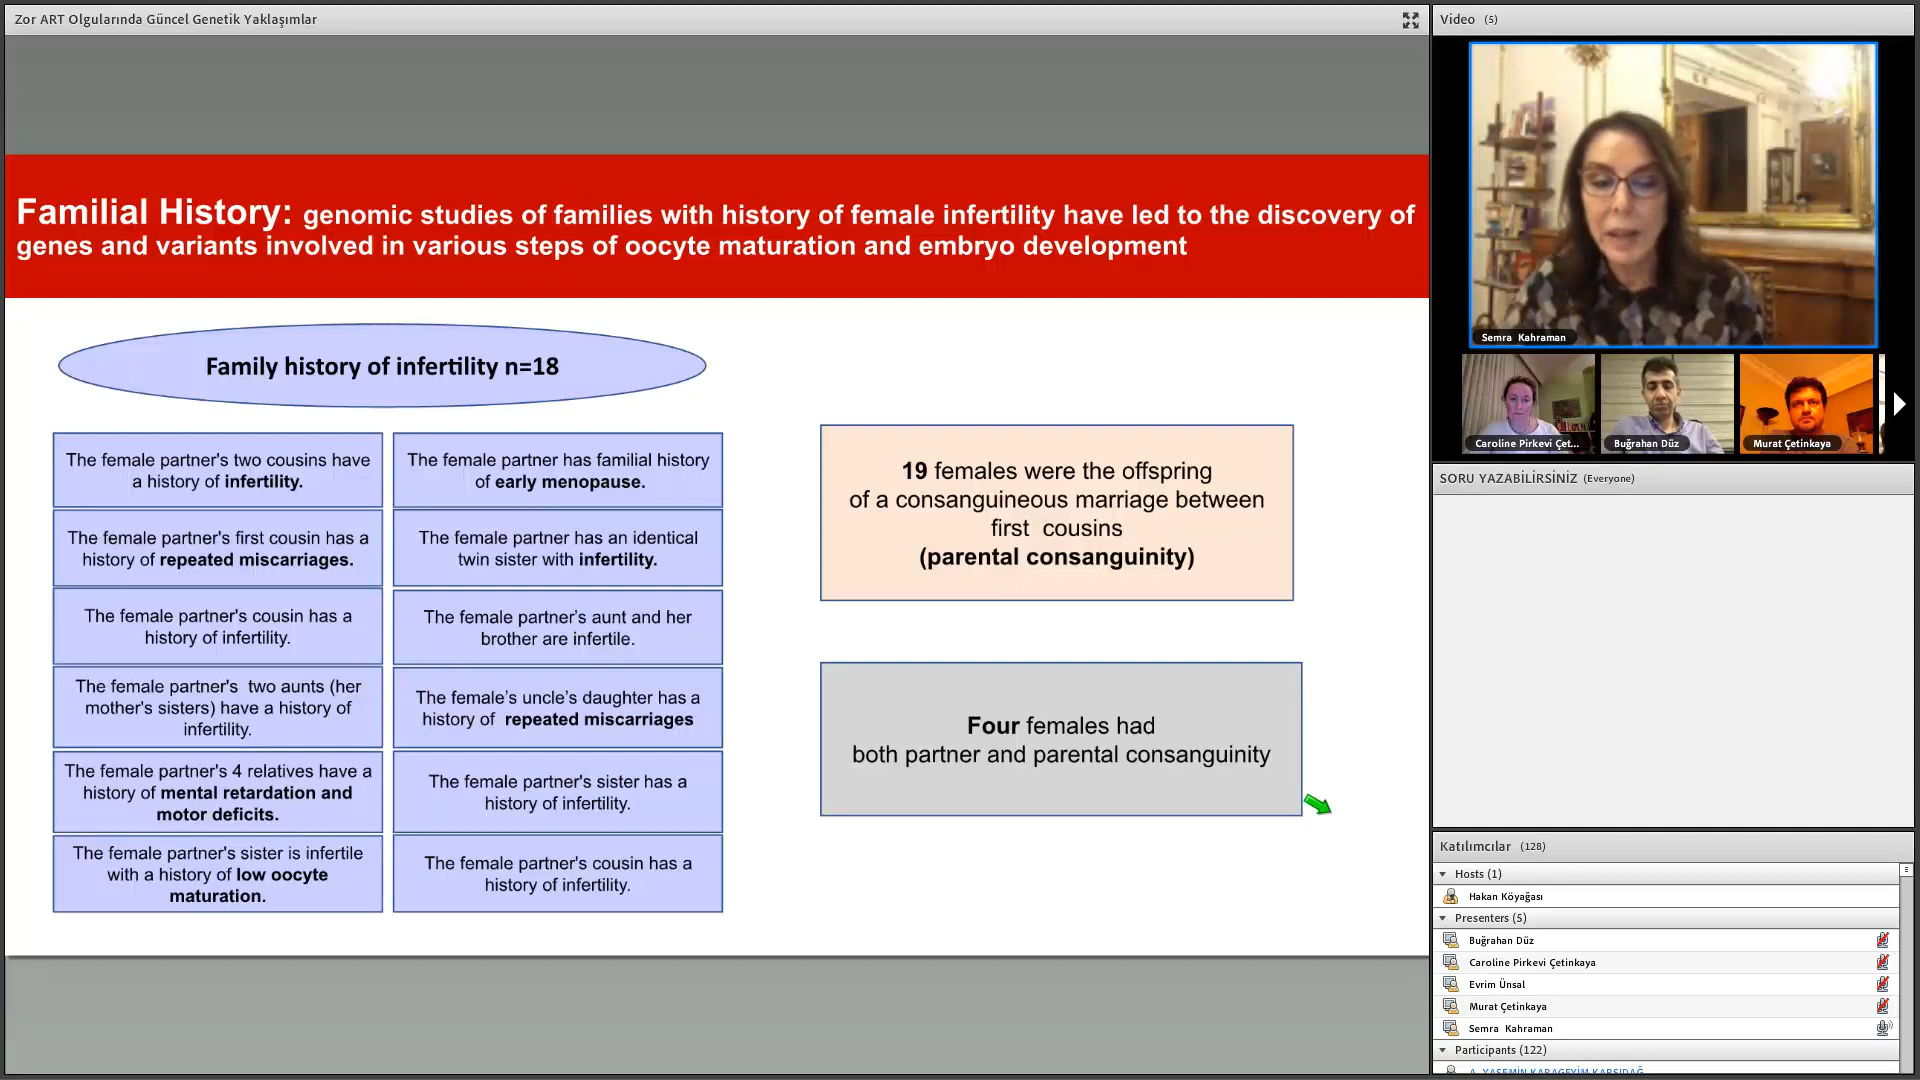 Zor ART Olgularında Güncel Genetik Yaklaşımlar
Familial History: genomic studies of families with history of female infertility have led to the discovery of
genes and variants involved in various steps of oocyte maturation and embryo development
Family history of infertility n=18
The female partner's two cousins have
a history of infertility.
The female partner's first cousin has a
history of repeated miscarriages.
The female partner's cousin has a
history of infertility.
The female partner's  two aunts (her
mother's sisters) have a history of
infertility.
The female partner's 4 relatives have a
history of mental retardation and
motor deficits.
The female partner's sister is infertile
with a history of low oocyte
maturation.
The female partner has familial history
of early menopause.
The female partner has an identical
twin sister with infertility.
The female partner’s aunt and her
brother are infertile.
The female’s uncle’s daughter has a
history of  repeated miscarriages
The female partner's sister has a
history of infertility.
The female partner's cousin has a
history of infertility.
19 females were the offspring
of a consanguineous marriage between
first  cousins
(parental consanguinity)
Four females had
both partner and parental consanguinity
Video (5)
Semra Kahraman
Caroline Pirkevi Çet...
Buğrahan Düz
Murat Çetinkaya
SORU YAZABİLİRSİNİZ (Everyone)
Katılımcılar (128)
Hosts (1)
Hakan Köyağası
Presenters (5)
Buğrahan Düz
Caroline Pirkevi Çetinkaya
Evrim Ünsal
Murat Çetinkaya
Semra Kahraman
Participants (122)
A. YASEMİN KARAGEYİM KARŞIDAĞ